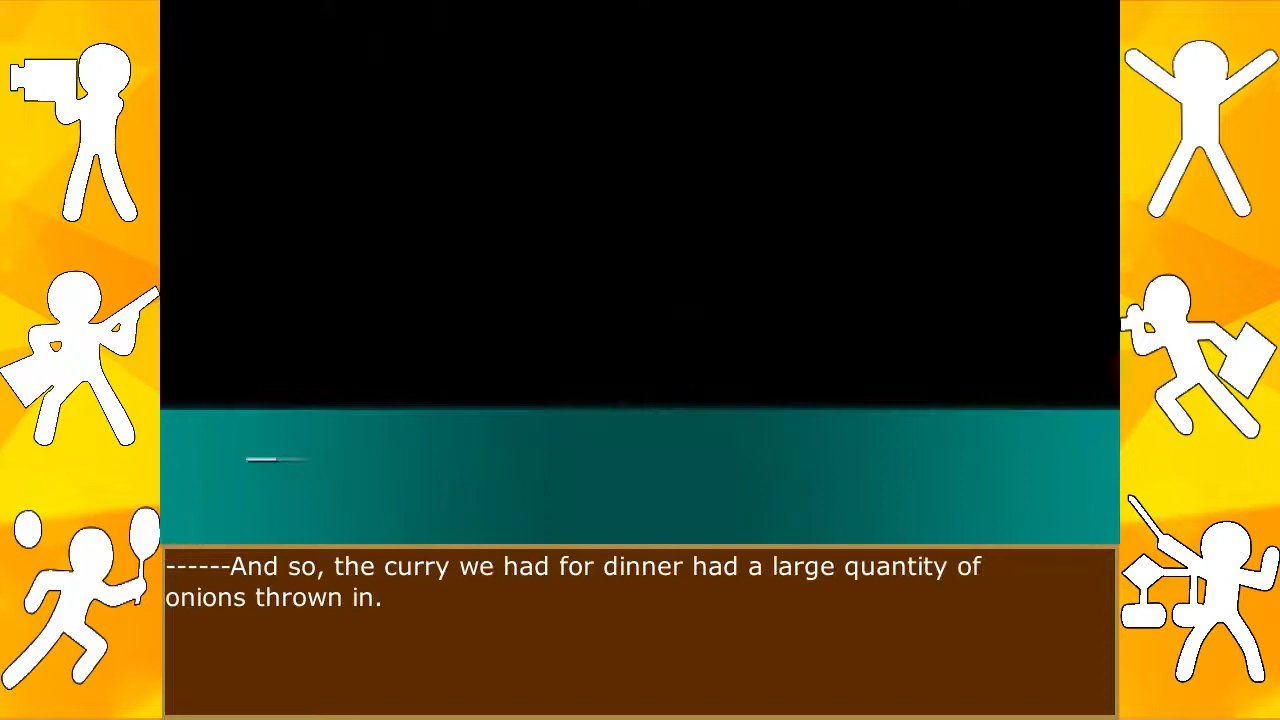 ------And so, the curry we had for dinner had a large quantity of
onions thrown in.